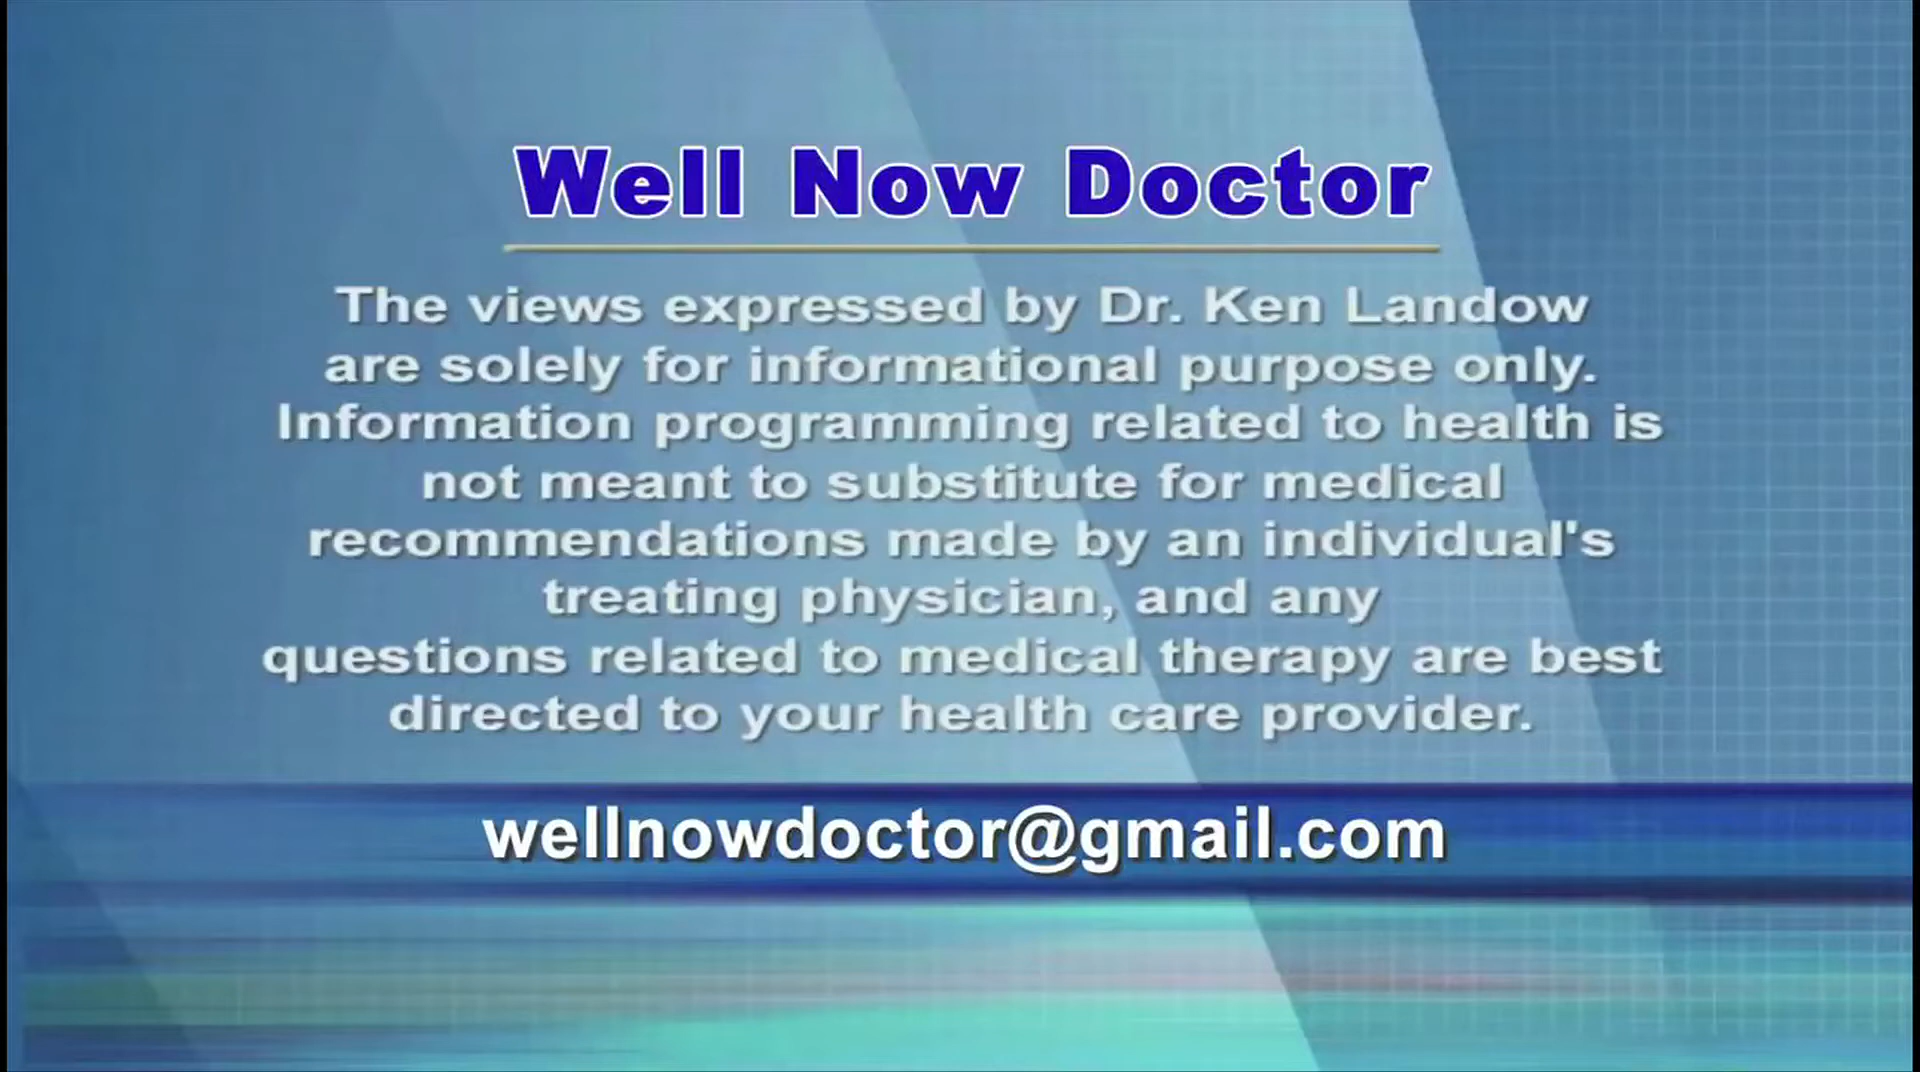 Well Now Doctor
The views expressed by Dr. Ken Landow
are solely for informational purpose only.
Information programming related to health is
not meant to substitute for medical
recommendations made by an individual's
treating physician, and any
questions related to medical therapy are best
directed to your health care provider.
wellnowdoctor@gmail.com